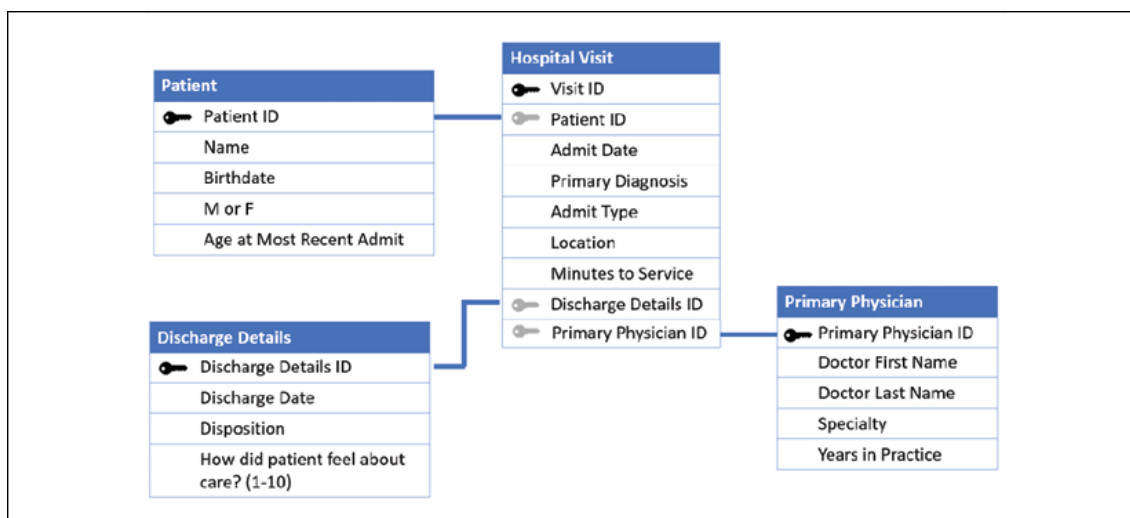 Patient
Patient ID
Name
Birthdate
M or F
Age at Most Recent Admit
Hospital Visit
Visit ID
Patient ID
Admit Date
Primary Diagnosis
Admit Type
Location
Minutes to Service
Discharge Details ID
Primary Physician ID
Discharge Details
Discharge Details ID
Discharge Date
Disposition
How did patient feel about
care? (1-10)
Primary Physician
Primary Physician ID
Doctor First Name
Doctor Last Name
Specialty
Years in Practice